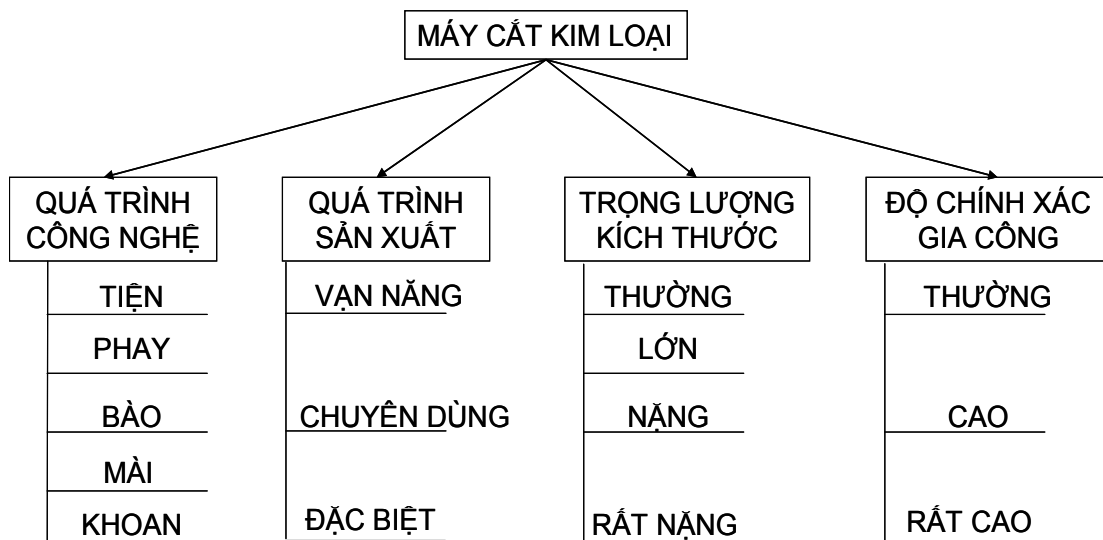 MÁY CẮT KIM LOẠI
QUÁ TRÌNH
CÔNG NGHỆ
TIỆN
PHAY
BÀO
MÀI
KHOAN
QUÁ TRÌNH
SẢN XUẤT
VẠN NĂNG
CHUYÊN DÙNG
ĐẶC BIỆT
TRỌNG LƯỢNG
KÍCH THƯỚC
THƯỜNG
LỚN
NẶNG
RẤT NẶNG
ĐỘ CHÍNH XÁC
GIA CÔNG
THƯỜNG
CAO
RẤT CAO